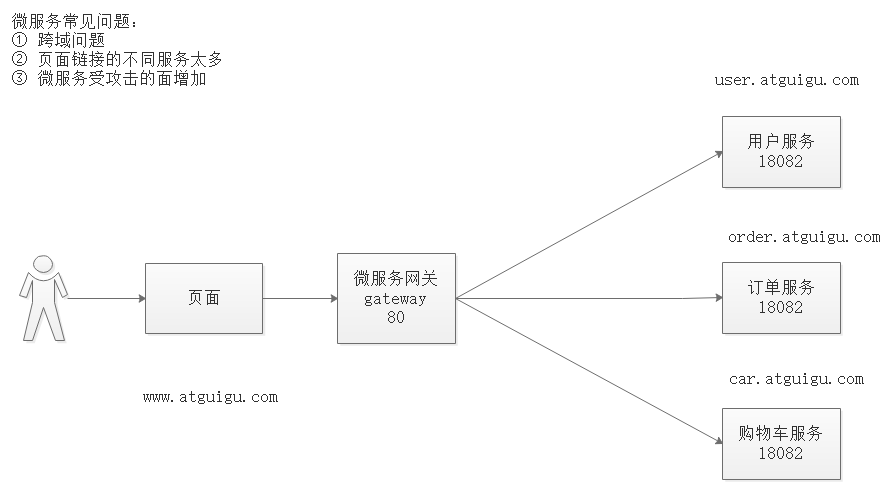 微服务常见问题:
① 跨域问题
② 页面链接的不同服务太多
③ 微服务受攻击的面增加
user.atguigu.com
用户服务
18082
order.atguigu.com
订单服务
18082
页面
微服务网关
gateway
80
www.atguigu.com
car.atguigu.com
购物车服务
18082